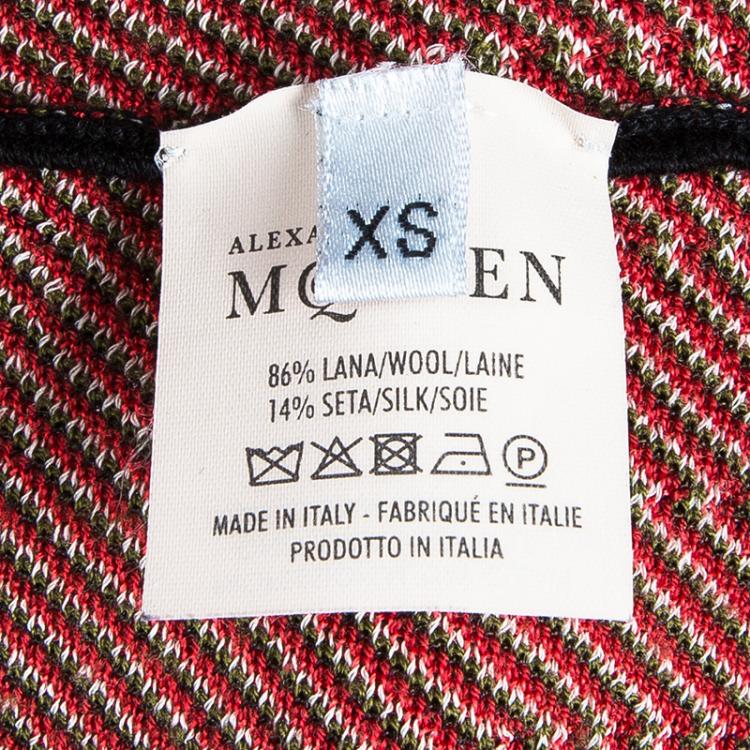 XS
ALEXA
MQ EEN
86% LANA/WOOL/LAINE
14% SETA/SILK/SOIE
P
MADE IN ITALY - FABRIQUÉ EN ITALIE
PRODOTTO IN ITALIA